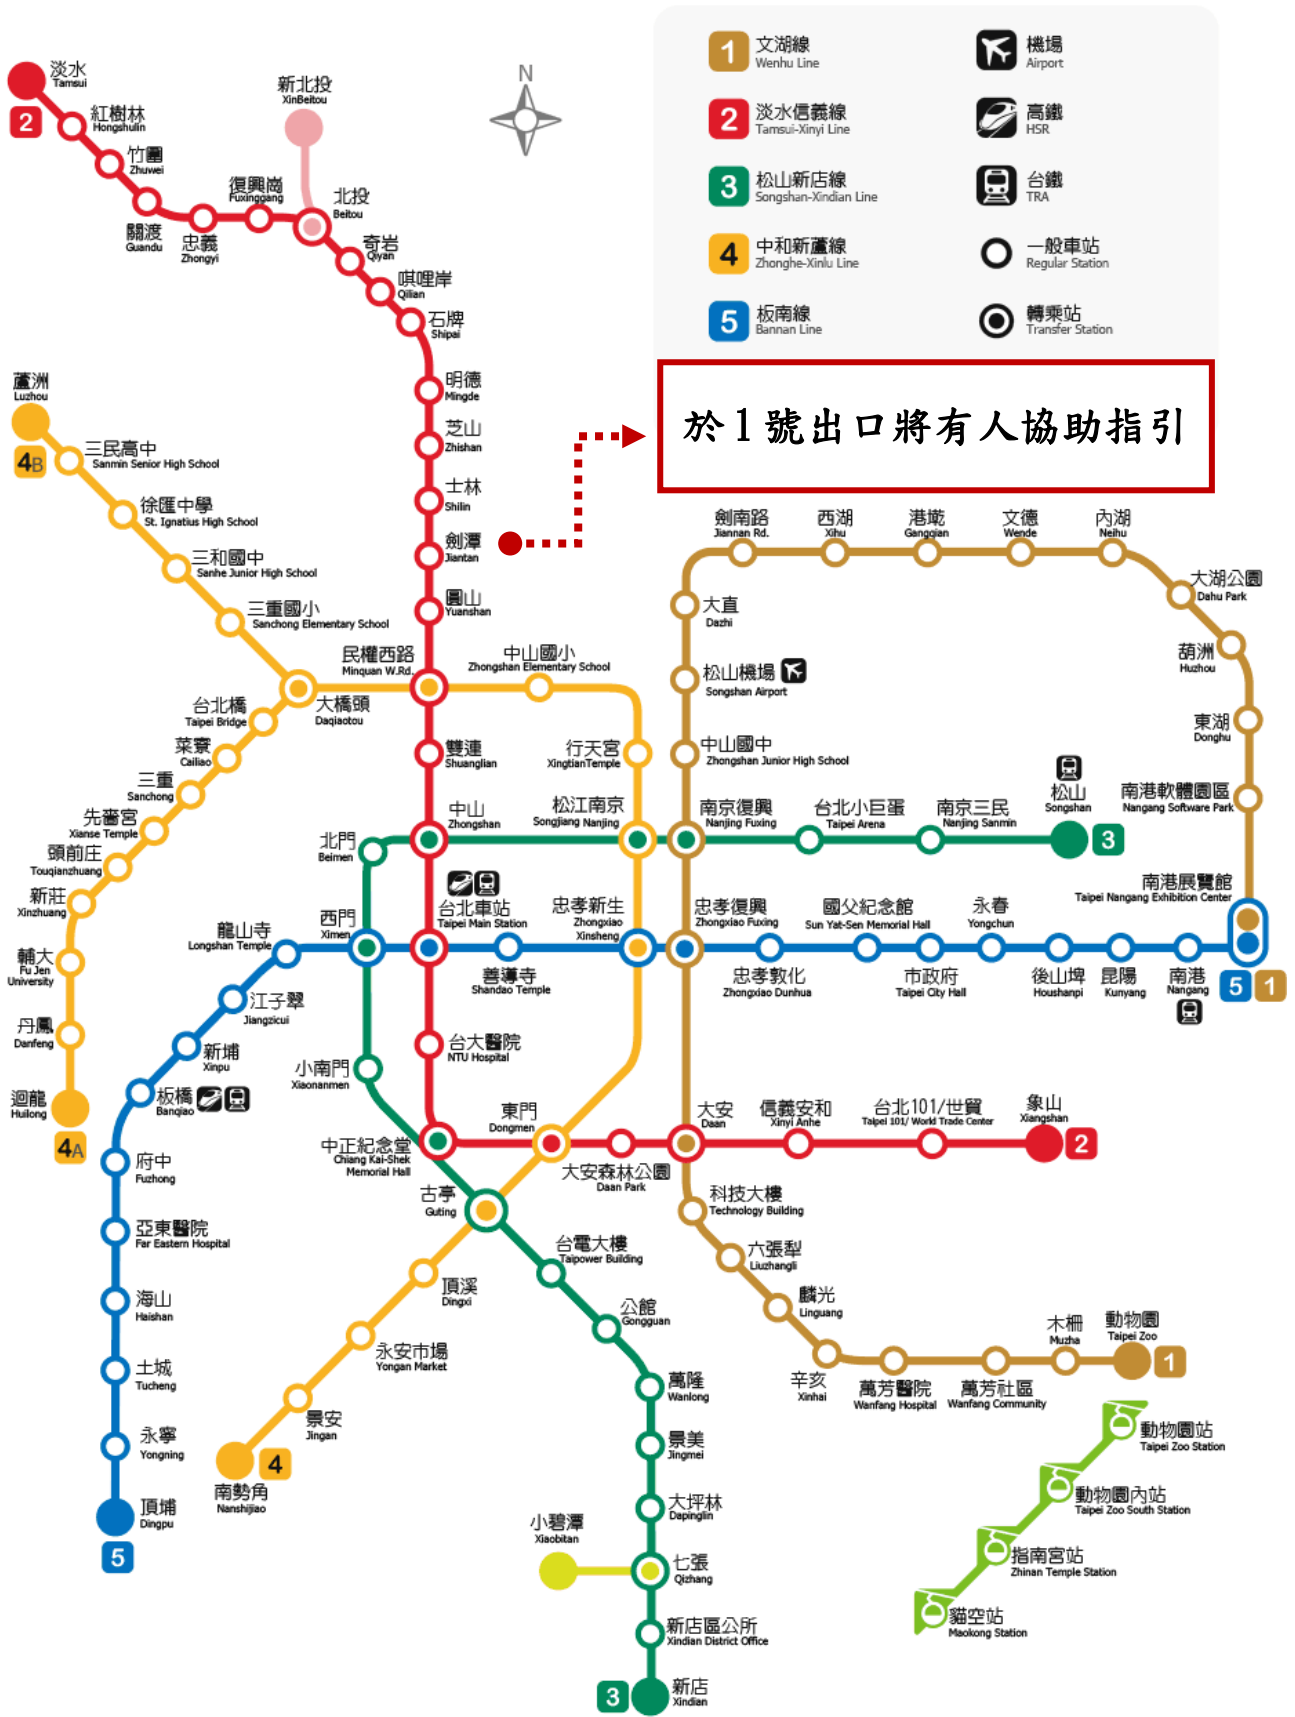 N
1
文湖線
Wenhu Line
2
淡水信義線
Tamsui-Xinyi Line
3
松山新店線
Songshan-Xindian Line
4
中和新蘆線
Zhonghe-Xinlu Line
5
板南線
Bannan Line
機場
Airport
高鐵
HSR
台鐵
TRA
一般車站
Regular Station
轉乘站
Transfer Station
於1號出口將有人協助指引
淡水
Tamsui
2
紅樹林
Hongshulin
竹圍
Zhuwei
關渡
Guandu
忠義
Zhongyi
復興崗
Fuxinggang
新北投
XinBeitou
北投
Beitou
奇岩
Qiyan
唭哩岸
Qilian
石牌
Shipai
明德
Mingde
芝山
Zhishan
士林
Shilin
劍潭
Jiantan
圓山
Yuanshan
民權西路
Minquan W.Rd.
雙連
Shuanglian
中山
Zhongshan
台北車站
Taipei Main Station
台大醫院
NTU Hospital
中正紀念堂
Chiang Kai-Shek
Memorial Hall
東門
Dongmen
大安森林公園
Daan Park
大安
Daan
信義安和
Xinyi Anhe
台北101/世貿
Taipei 101/ World Trade Center
象山
Xiangshan
2
蘆洲
Luzhou
4B
三民高中
Sanmin Senior High School
徐匯中學
St. Ignatius High School
三和國中
Sanhe Junior High School
三重國小
Sanchong Elementary School
大橋頭
Daqiaotou
台北橋
Taipei Bridge
菜寮
Cailiao
三重
Sanchong
先嗇宮
Xianse Temple
頭前庄
Touqianzhuang
新莊
Xinzhuang
輔大
Fu Jen
University
丹鳳
Danfeng
迴龍
Huilong
4A
中山國小
Zhongshan Elementary School
行天宮
XingtianTemple
松江南京
Songjiang Nanjing
忠孝新生
Zhongxiao
Xinsheng
古亭
Guting
頂溪
Dingxi
永安市場
Yongan Market
景安
Jingan
4
南勢角
Nanshijiao
劍南路
Jiannan Rd.
西湖
Xihu
港墘
Gangqian
文德
Wende
內湖
Neihu
大湖公園
Dahu Park
葫洲
Huzhou
東湖
Donghu
南港軟體園區
Nangang Software Park
南港展覽館
Taipei Nangang Exhibition Center
5
1
大直
Dazhi
松山機場
Songshan Airport
中山國中
Zhongshan Junior High School
南京復興
Nanjing Fuxing
忠孝復興
Zhongxiao Fuxing
科技大樓
Technology Building
六張犁
Liuzhangli
麟光
Linguang
辛亥
Xinhai
萬芳醫院
Wanfang Hospital
萬芳社區
Wanfang Community
木柵
Muzha
動物園
Taipei Zoo
1
松山
Songshan
3
南京三民
Nanjing Sanmin
台北小巨蛋
Taipei Arena
北門
Beimen
西門
Ximen
小南門
Xiaonanmen
台電大樓
Taipower Building
公館
Gongguan
萬隆
Wanlong
景美
Jingmei
大坪林
Dapinglin
小碧潭
Xiaobitan
七張
Qizhang
新店區公所
Xindian District Office
3
新店
Xindian
龍山寺
Longshan Temple
江子翠
Jiangzicui
新埔
Xinpu
板橋
Banqiao
府中
Fuzhong
亞東醫院
Far Eastern Hospital
海山
Haishan
土城
Tucheng
永寧
Yongning
頂埔
Dingpu
5
善導寺
Shandao Temple
忠孝敦化
Zhongxiao Dunhua
國父紀念館
Sun Yat-Sen Memorial Hall
市政府
Taipei City Hall
永春
Yongchun
後山埤
Houshanpi
昆陽
Kunyang
南港
Nangang
動物園站
Taipei Zoo Station
動物園內站
Taipei Zoo South Station
指南宮站
Zhinan Temple Station
貓空站
Maokong Station